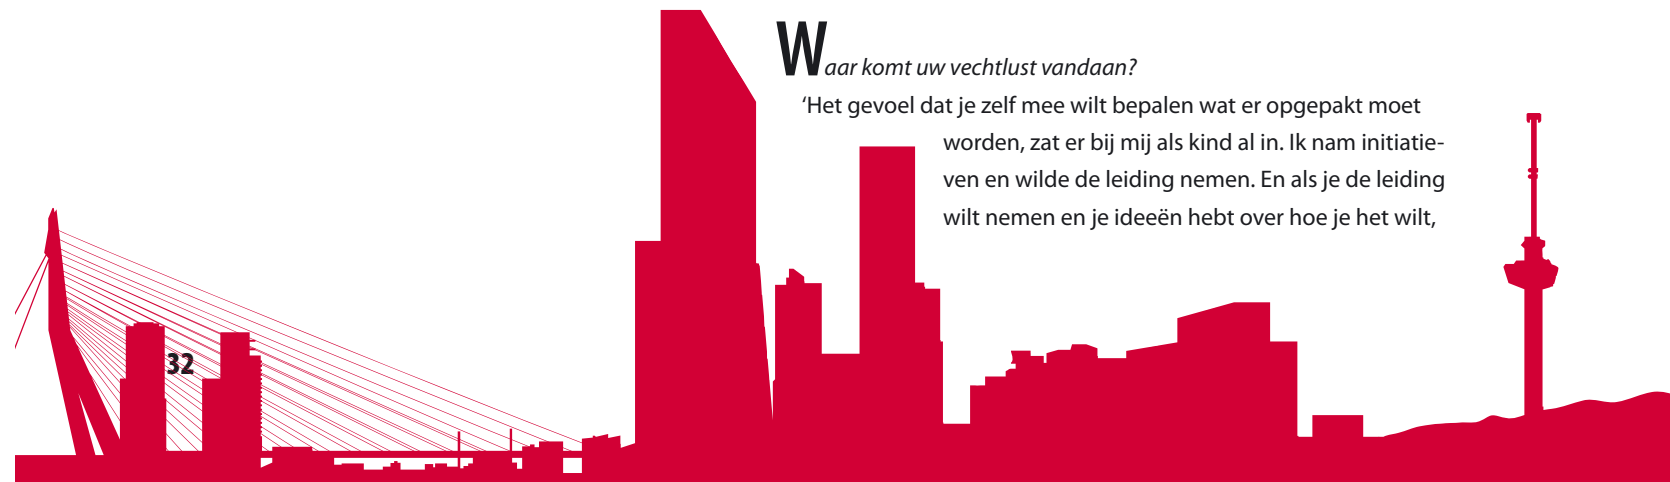 Waar komt uw vechtlust vandaan?
‘Het gevoel dat je zelf mee wilt bepalen wat er opgepakt moet
worden, zat er bij mij als kind al in. Ik nam initiatie-
ven en wilde de leiding nemen. En als je de leiding
wilt nemen en je ideeën hebt over hoe je het wilt,
32